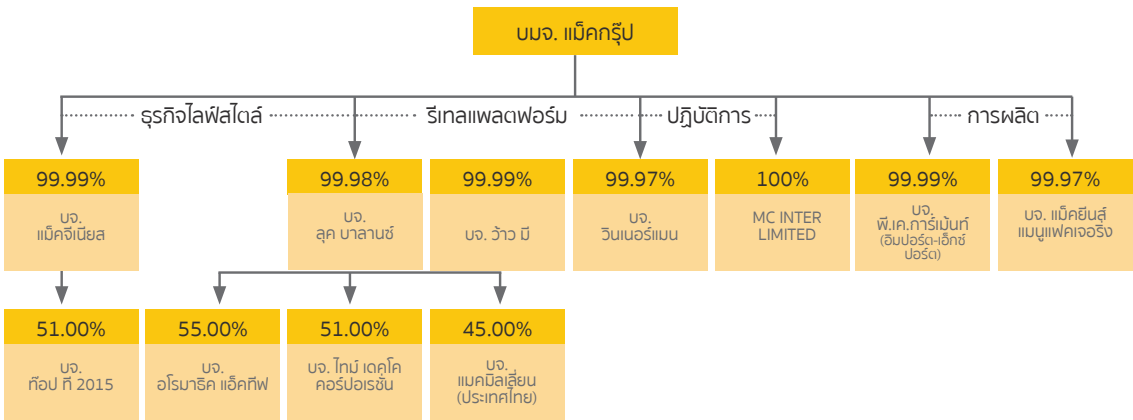 บมจ. แม็คกรุ๊ป
ธุรกิจไลฟ์สไตล์
รีเทลแพลตฟอร์ม
ปฏิบัติการ
การผลิต
99.99%
บจ.
แม็คจีเนียส
99.98%
บจ.
ลุค บาลานซ์
99.99%
บจ. ว้าว มี
99.97%
บจ.
วินเนอร์แมน
100%
MC INTER
LIMITED
99.99%
บจ.
พี.เค.การ์เม้นท์
(อิมปอร์ต-เอ็กซ์
ปอร์ต)
99.97%
บจ. แม็คยีนส์
แมนูแฟคเจอริ่ง
51.00%
บจ.
ท๊อป ที 2015
55.00%
บจ.
อโรมาธิค แอ็คทีฟ
51.00%
บจ. ไทม์ เดคโค
คอร์ปอเรชั่น
45.00%
บจ.
แมคมิลเลี่ยน
(ประเทศไทย)